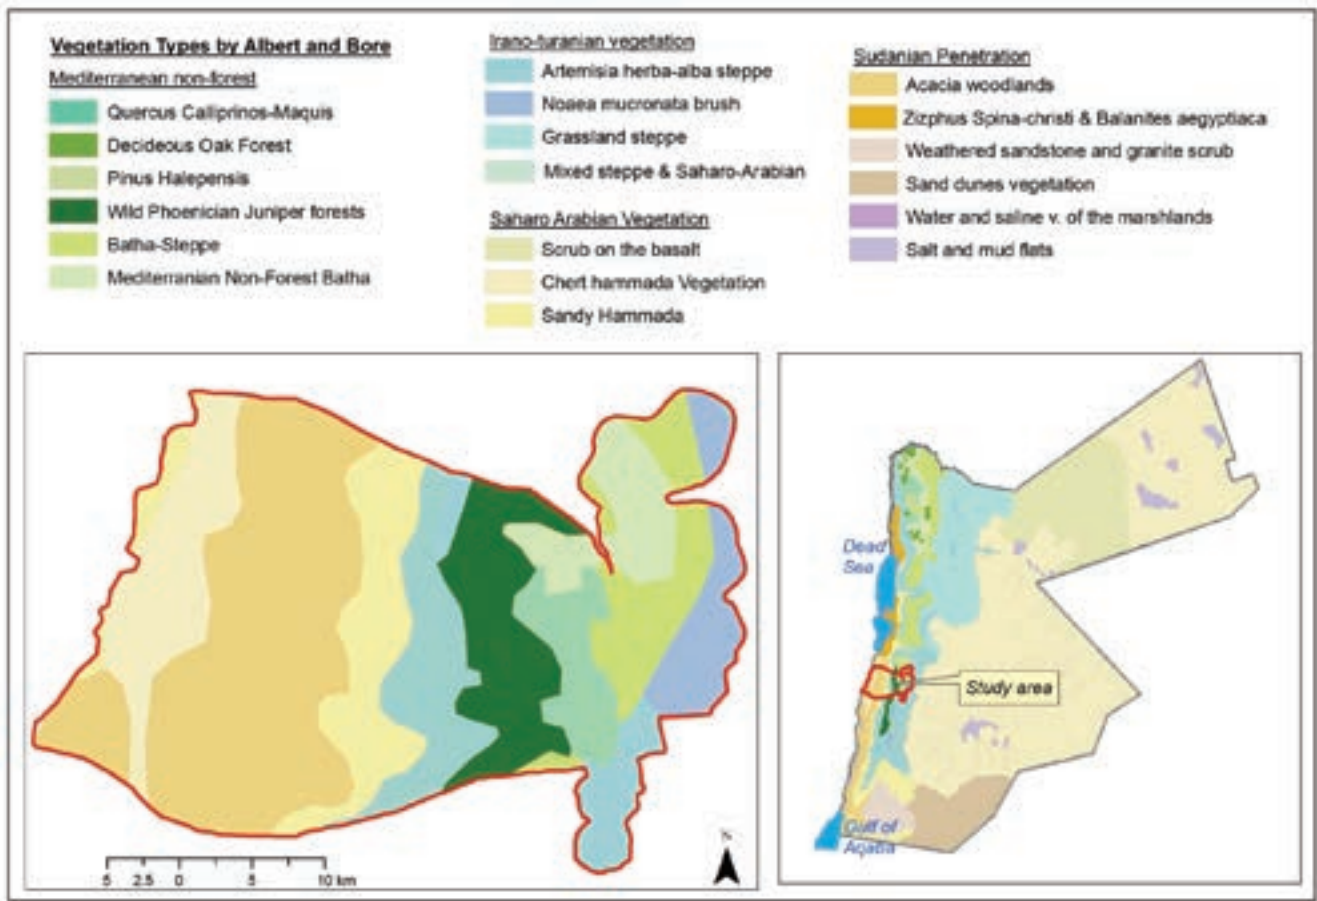 Vegetation Types by Albert and Bore
Mediterranean non-forest
Quercus Calliprinos-Maquis
Decideous Oak Forest
Pinus Halepensis
Wild Phoenician Juniper forests
Batha-Steppe
Mediterranian Non-Forest Batha
Irano-turanian vegetation
Artemisia herba-alba steppe
Noaea mucronata brush
Grassland steppe
Mixed steppe & Saharo-Arabian
Saharo Arabian Vegetation
Scrub on the basalt
Chert hammada Vegetation
Sandy Hammada
Sudanian Penetration
Acacia woodlands
Zizphus Spina-christi & Balanites aegyptiaca
Weathered sandstone and granite scrub
Sand dunes vegetation
Water and saline v. of the marshlands
Salt and mud flats
5 2.5 0 5 10 km
N
Dead
Sea
Study area
Gulf of
Aqaba